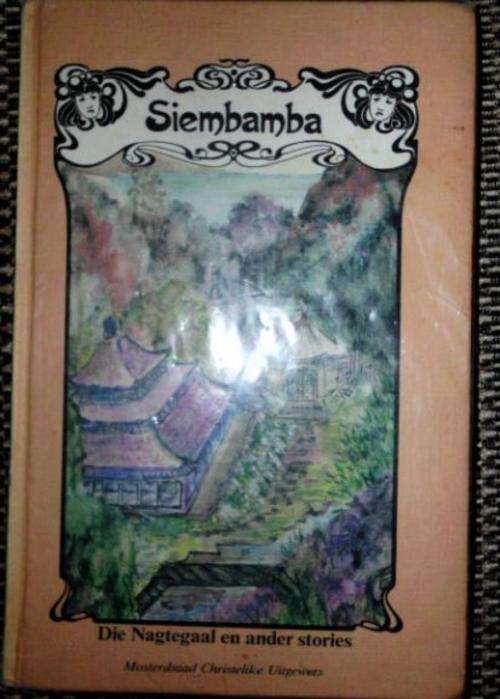 Siembamba
Die Nagtegaal en ander stories
Mosterdsaad Christelike Uitgewers